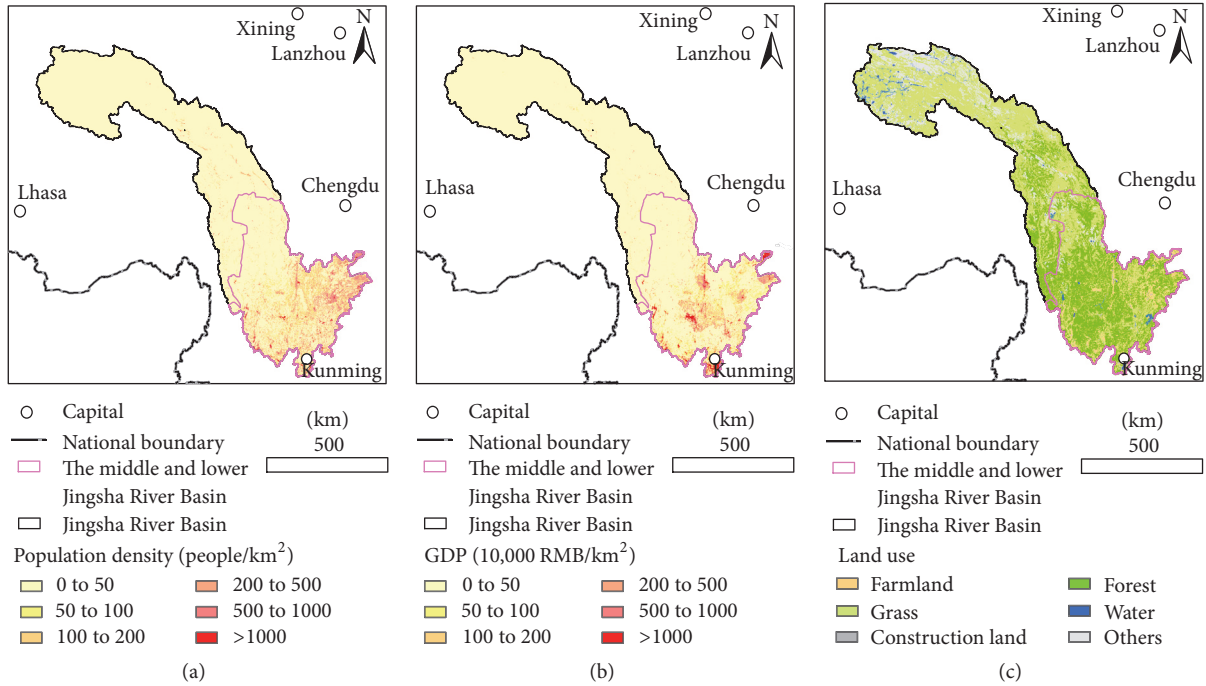 N
Xining
Lanzhou
Lhasa
Chengdu
Kunming
Capital
National boundary
The middle and lower
Jingsha River Basin
Jingsha River Basin
(km)
500
Population density (people/km²)
0 to 50
50 to 100
100 to 200
200 to 500
500 to 1000
>1000
(a)
N
Xining
Lanzhou
Lhasa
Chengdu
Kunming
Capital
National boundary
The middle and lower
Jingsha River Basin
Jingsha River Basin
(km)
500
GDP (10,000 RMB/km²)
0 to 50
50 to 100
100 to 200
200 to 500
500 to 1000
>1000
(b)
N
Xining
Lanzhou
Lhasa
Chengdu
Kunming
Capital
National boundary
The middle and lower
Jingsha River Basin
Jingsha River Basin
(km)
500
Land use
Farmland
Grass
Construction land
Forest
Water
Others
(c)